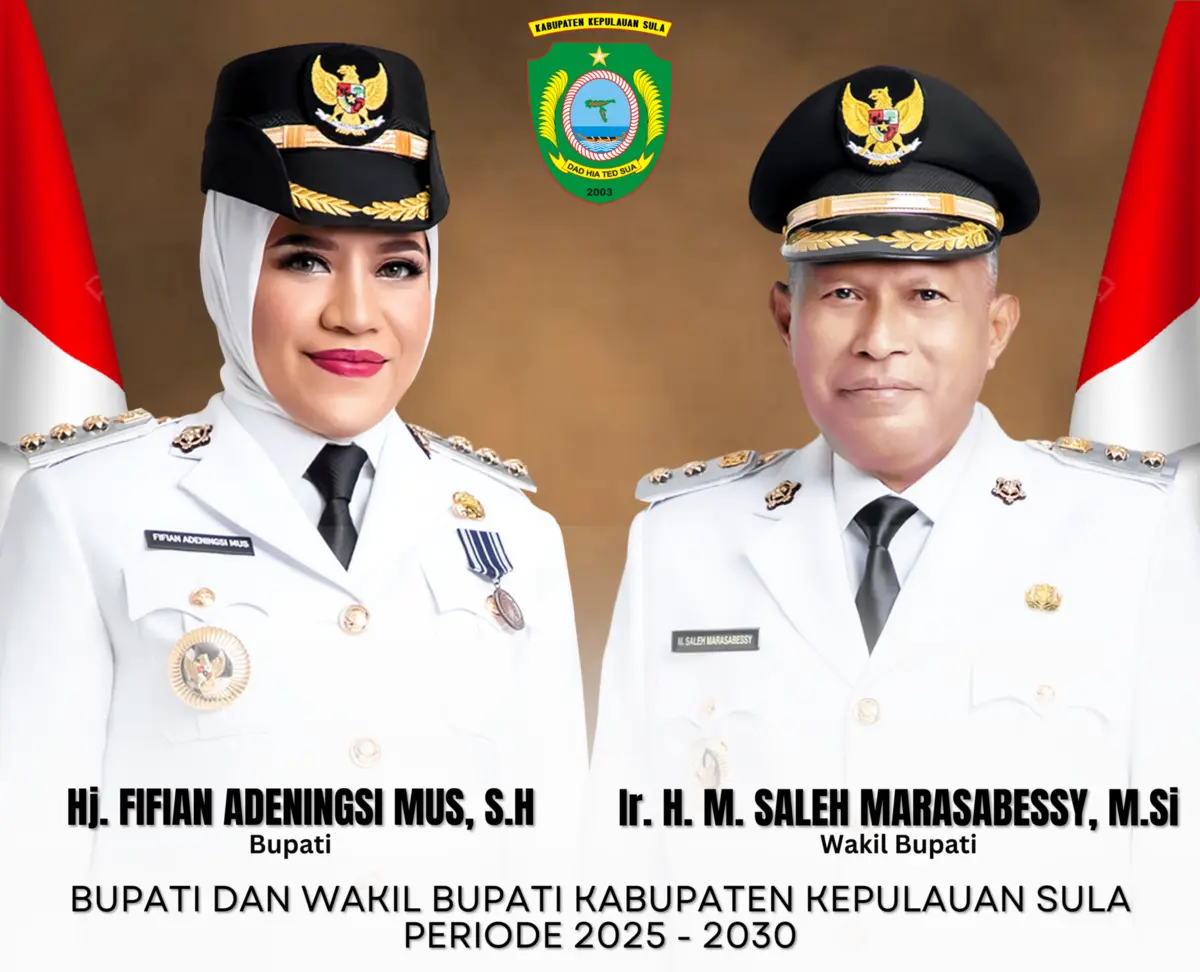 KABUPATEN KEPULAUAN SULA
DAD HIA TED SUA
2003
FIFIAN ADENINGSI MUS
M. SALEH MARASABESSY
Hj. FIFIAN ADENINGSI MUS, S.H
Bupati
Ir. H. M. SALEH MARASABESSY, M.Si
Wakil Bupati
BUPATI DAN WAKIL BUPATI KABUPATEN KEPULAUAN SULA
PERIODE 2025 - 2030